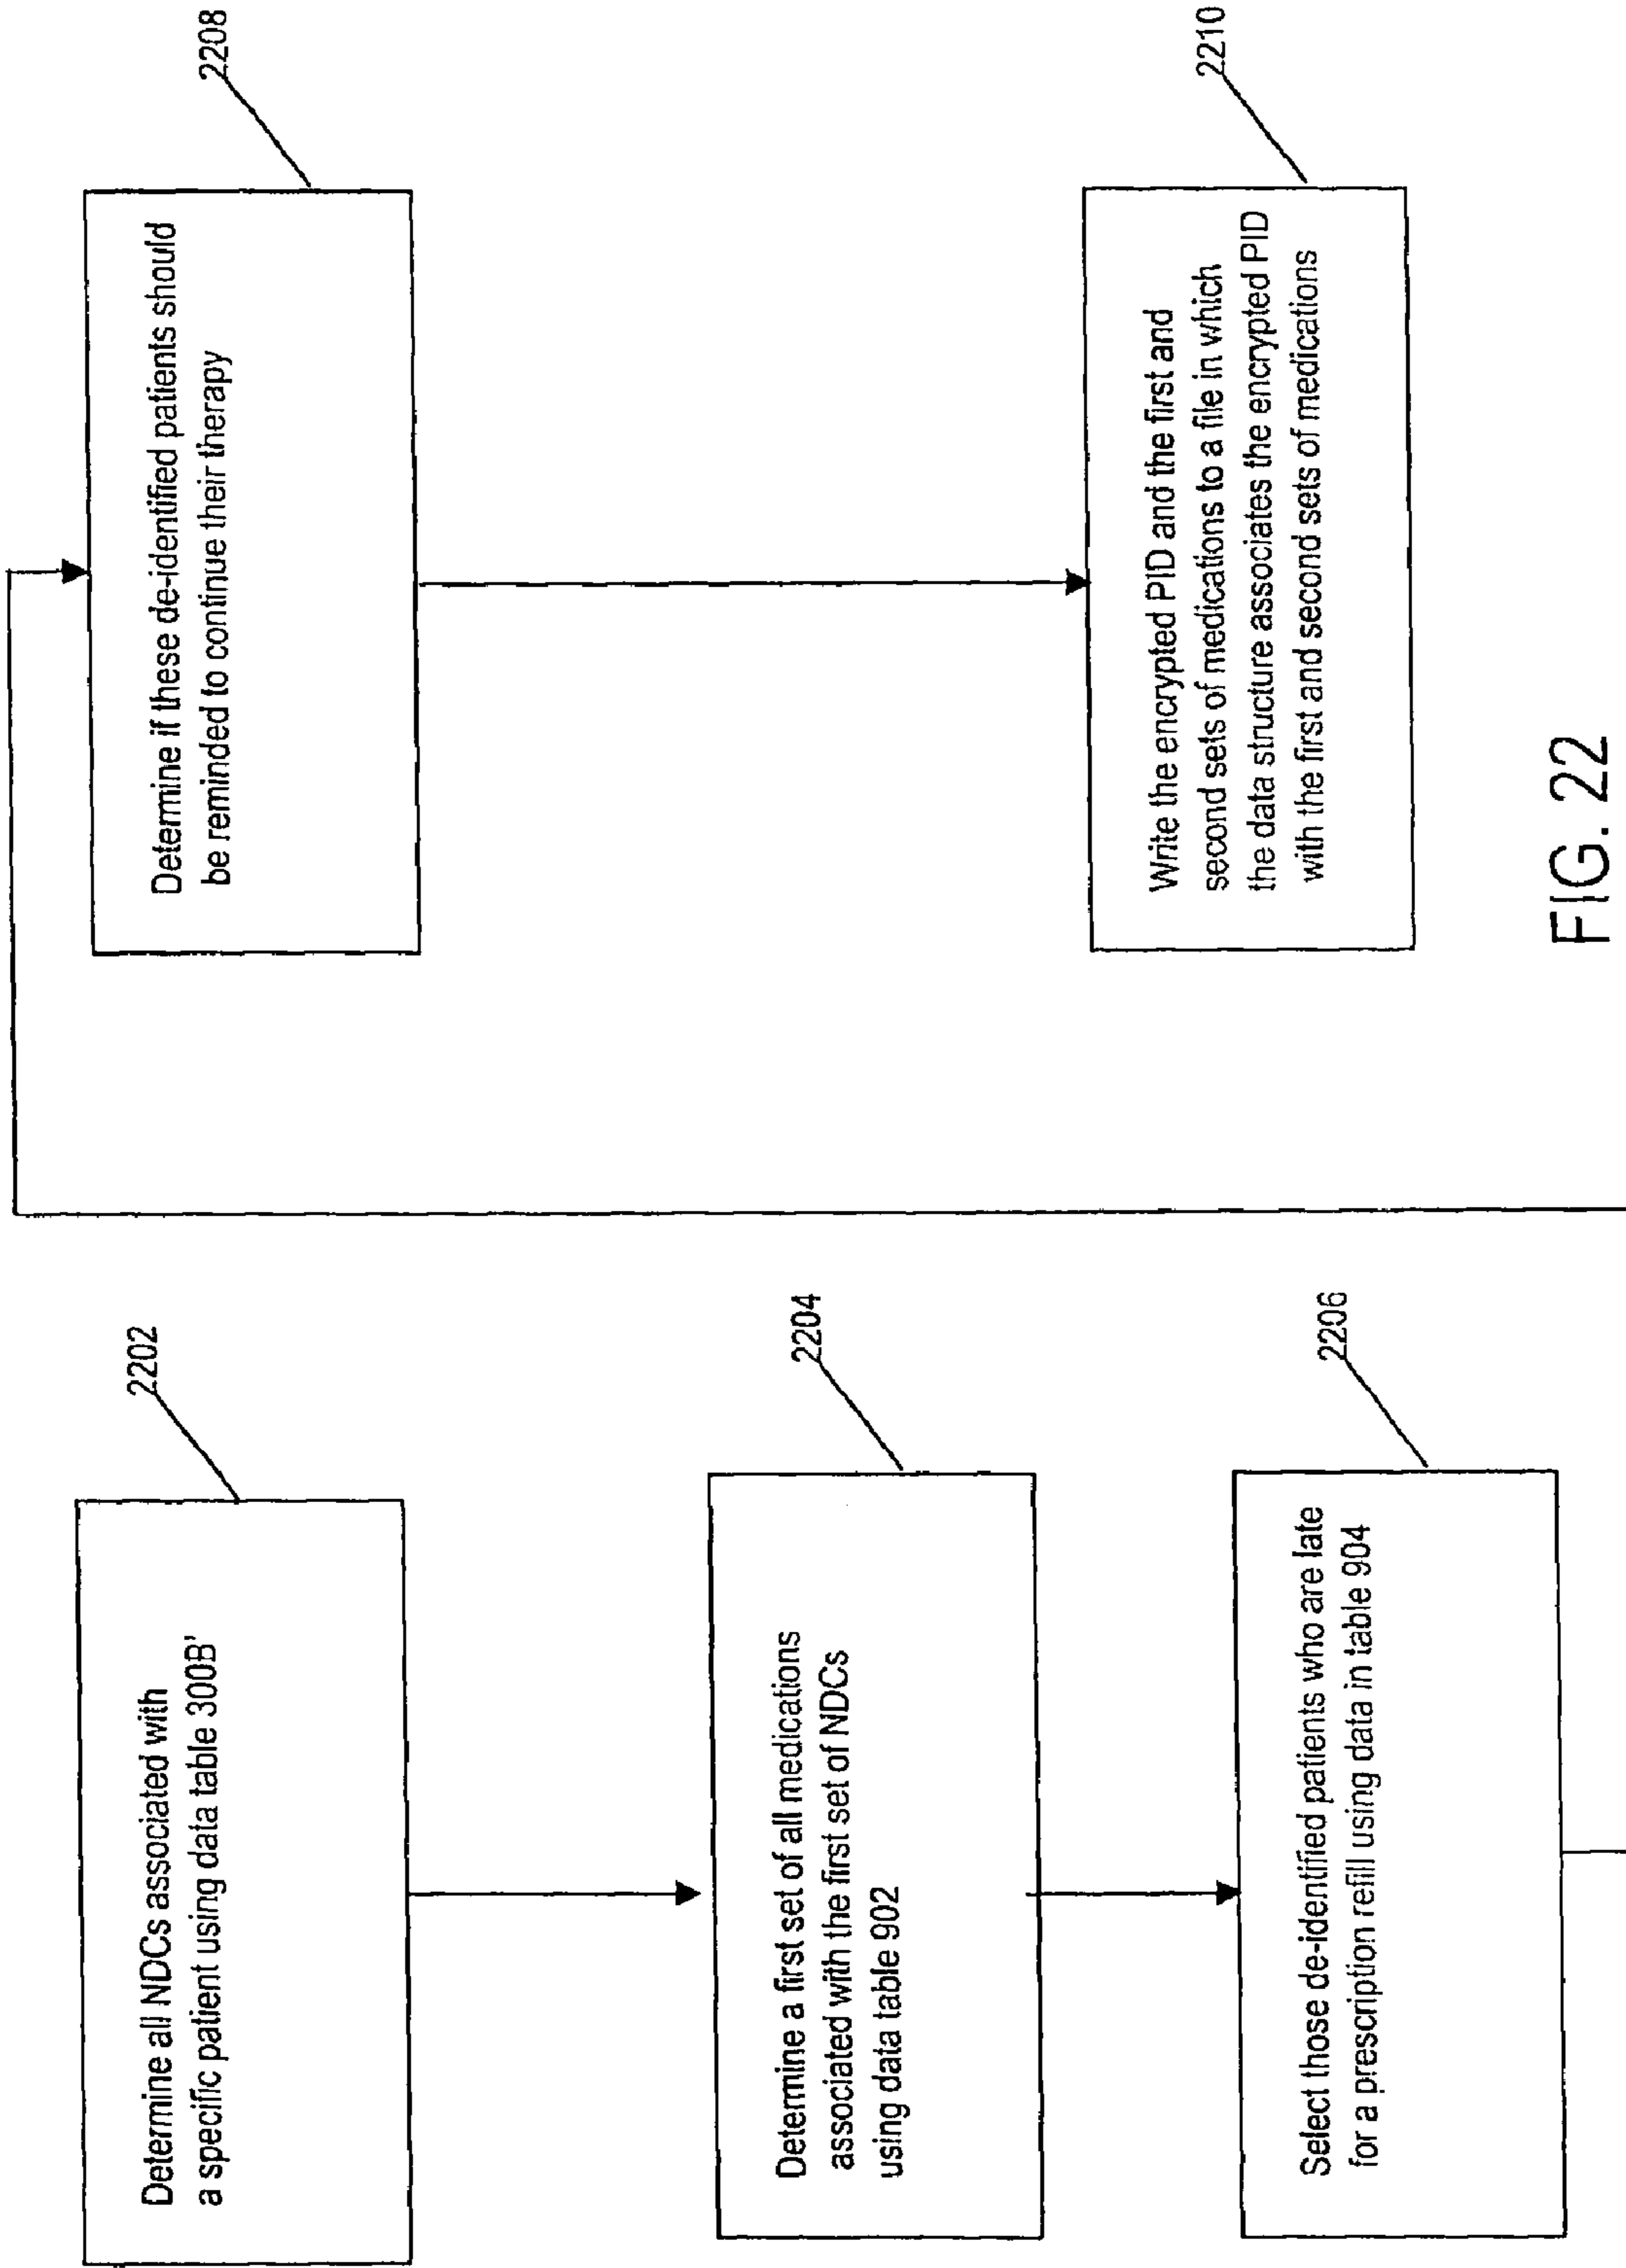 2202
Determine all NDCs associated with
a specific patient using data table 300B'
2204
Determine a first set of all medications
associated with the first set of NDCs
using data table 902
2206
Select those de-identified patients who are late
for a prescription refill using data in table 904
2208
Determine if these de-identified patients should
be reminded to continue their therapy
2210
Write the encrypted PID and the first and
second sets of medications to a file in which
the data structure associates the encrypted PID
with the first and second sets of medications
FIG. 22